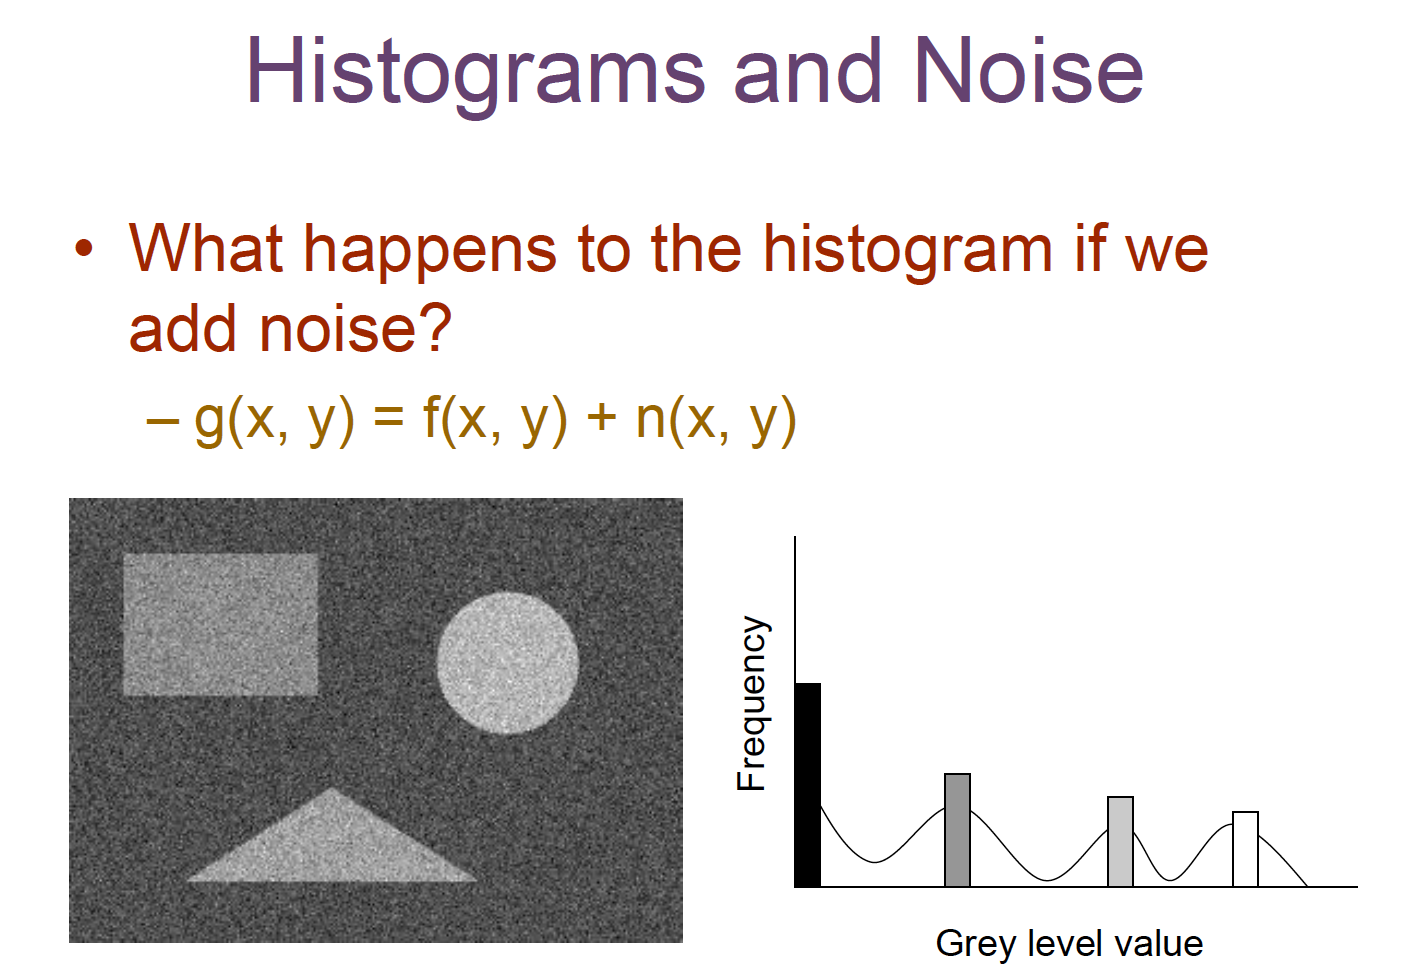 Histograms and Noise
• What happens to the histogram if we
add noise?
– g(x, y) = f(x, y) + n(x, y)
Frequency
Grey level value